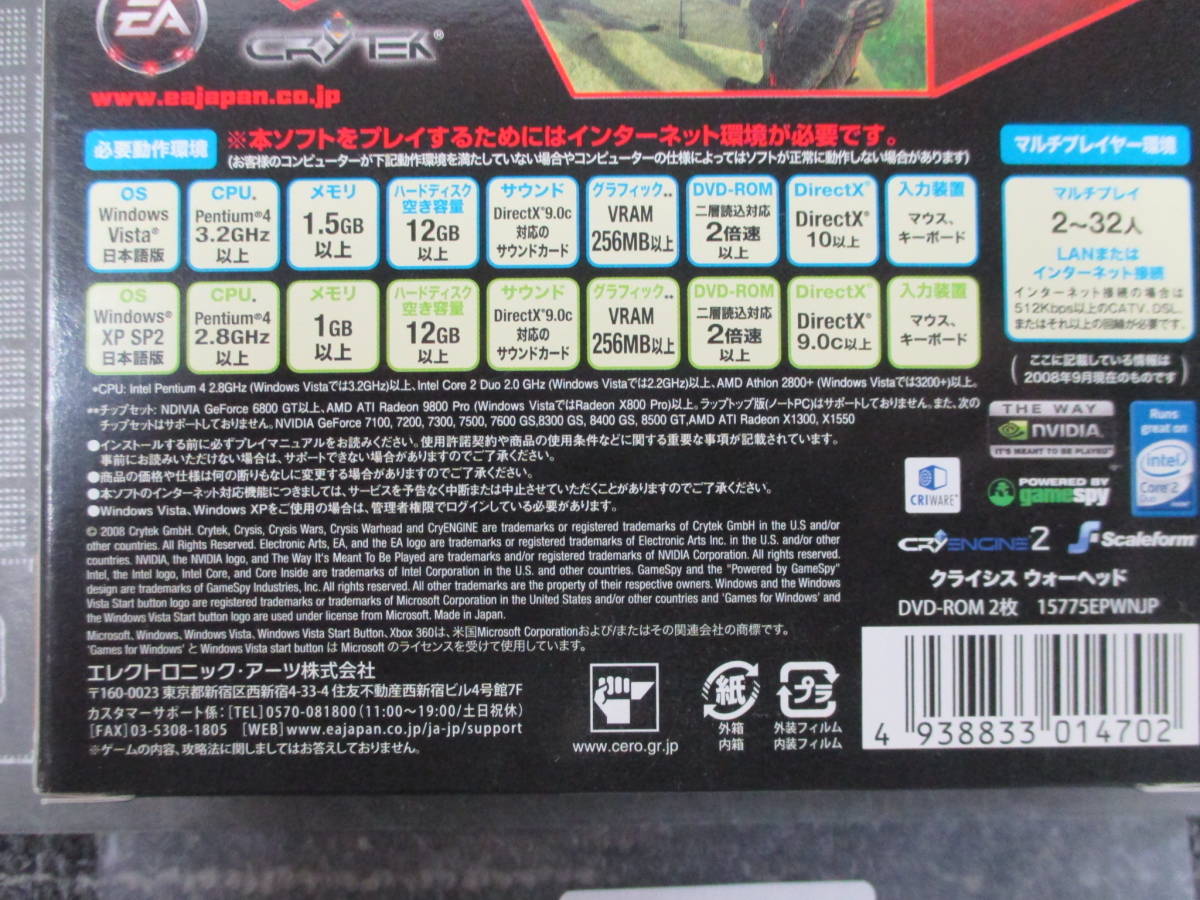 EA
CRYTEK®
www.eajapan.co.jp
必要動作環境
※本ソフトをプレイするためにはインターネット環境が必要です。
(お客様のコンピューターが下記動作環境を満たしていない場合やコンピューターの仕様によってはソフトが正常に動作しない場合があります)
OS
Windows
Vista®
日本語版
CPU*
Pentium®4
3.2GHz
以上
メモリ
1.5GB
以上
ハードディスク
空き容量
12GB
以上
サウンド
DirectX®9.0c
対応の
サウンドカード
グラフィック**
VRAM
256MB以上
DVD-ROM
二層読込対応
2倍速
以上
DirectX®
DirectX®
10以上
入力装置
マウス、
キーボード
OS
Windows®
XP SP2
日本語版
CPU*
Pentium®4
2.8GHz
以上
メモリ
1GB
以上
ハードディスク
空き容量
12GB
以上
サウンド
DirectX®9.0c
対応の
サウンドカード
グラフィック**
VRAM
256MB以上
DVD-ROM
二層読込対応
2倍速
以上
DirectX®
DirectX®
9.0c以上
入力装置
マウス、
キーボード
マルチプレイヤー環境
マルチプレイ
2～32人
LANまたは
インターネット接続
インターネット接続の場合は
512Kbps以上のCATV、DSL、
またはそれ以上の回線が必要です。
(ここに記載している情報は
2008年9月現在のものです)
*CPU: Intel Pentium 4 2.8GHz (Windows Vistaでは3.2GHz)以上、Intel Core 2 Duo 2.0 GHz (Windows Vistaでは2.2GHz)以上、AMD Athlon 2800+ (Windows Vistaでは3200+)以上。
**チップセット: NDIVIA GeForce 6800 GT以上、AMD ATI Radeon 9800 Pro (Windows VistaではRadeon X800 Pro)以上。ラップトップ版(ノートPC)はサポートしておりません。また、次の
チップセットはサポートしておりません。NVIDIA GeForce 7100, 7200, 7300, 7500, 7600 GS,8300 GS, 8400 GS, 8500 GT,AMD ATI Radeon X1300, X1550
●インストールする前に必ずプレイマニュアルをお読みください。使用許諾契約や商品の使用条件などに関する重要な事項が記載されています。
事前にお読みいただけない場合は、サポートできない場合がありますのでご了承ください。
●商品の価格や仕様は何の断りもなしに変更する場合がありますのでご了承ください。
●本ソフトのインターネット対応機能につきましては、サービスを予告なく中断または中止させていただくことがありますのでご了承ください。
●Windows Vista、Windows XPをご使用の場合は、管理者権限でログインしている必要があります。
© 2008 Crytek GmbH. Crytek, Crysis, Crysis Wars, Crysis Warhead and CryENGINE are trademarks or registered trademarks of Crytek GmbH in the U.S and/or
other countries. All Rights Reserved. Electronic Arts, EA, and the EA logo are trademarks or registered trademarks of Electronic Arts Inc. in the U.S. and/or other
countries. NVIDIA, the NVIDIA logo, and The Way It's Meant To Be Played are trademarks and/or registered trademarks of NVIDIA Corporation. All rights reserved.
Intel, the Intel logo, Intel Core, and Core Inside are trademarks of Intel Corporation in the U.S. and other countries. GameSpy and the "Powered by GameSpy"
design are trademarks of GameSpy Industries, Inc. All rights reserved. All other trademarks are the property of their respective owners. Windows and the Windows
Vista Start button logo are registered trademarks or trademarks of Microsoft Corporation in the United States and/or other countries and 'Games for Windows' and
the Windows Vista Start button logo are used under license from Microsoft. Made in Japan.
Microsoft、Windows、Windows Vista、Windows Vista Start Button、Xbox 360は、米国Microsoft Corporationおよび/またはその関連会社の商標です。
'Games for Windows' と Windows Vista start button は Microsoft のライセンスを受けて使用しています。
エレクトロニック・アーツ株式会社
〒160-0023 東京都新宿区西新宿4-33-4 住友不動産西新宿ビル4号館7F
カスタマーサポート係:[TEL]0570-081800 (11:00～19:00/土日祝休)
[FAX]03-5308-1805 [WEB]www.eajapan.co.jp/ja-jp/support
※ゲームの内容、攻略法に関しましてはお答えしておりません。
www.cero.gr.jp
紙
外箱
内箱
プラ
外装フィルム
内装フィルム
THE WAY
NVIDIA
IT'S MEANT TO BE PLAYED
Runs
great on
intel
Core 2
Duo
CRIWARE
POWERED BY
gamespy
CRYENGINE 2
Scaleform
クライシス ウォーヘッド
DVD-ROM 2枚 15775EPWNJP
4 938833 014702